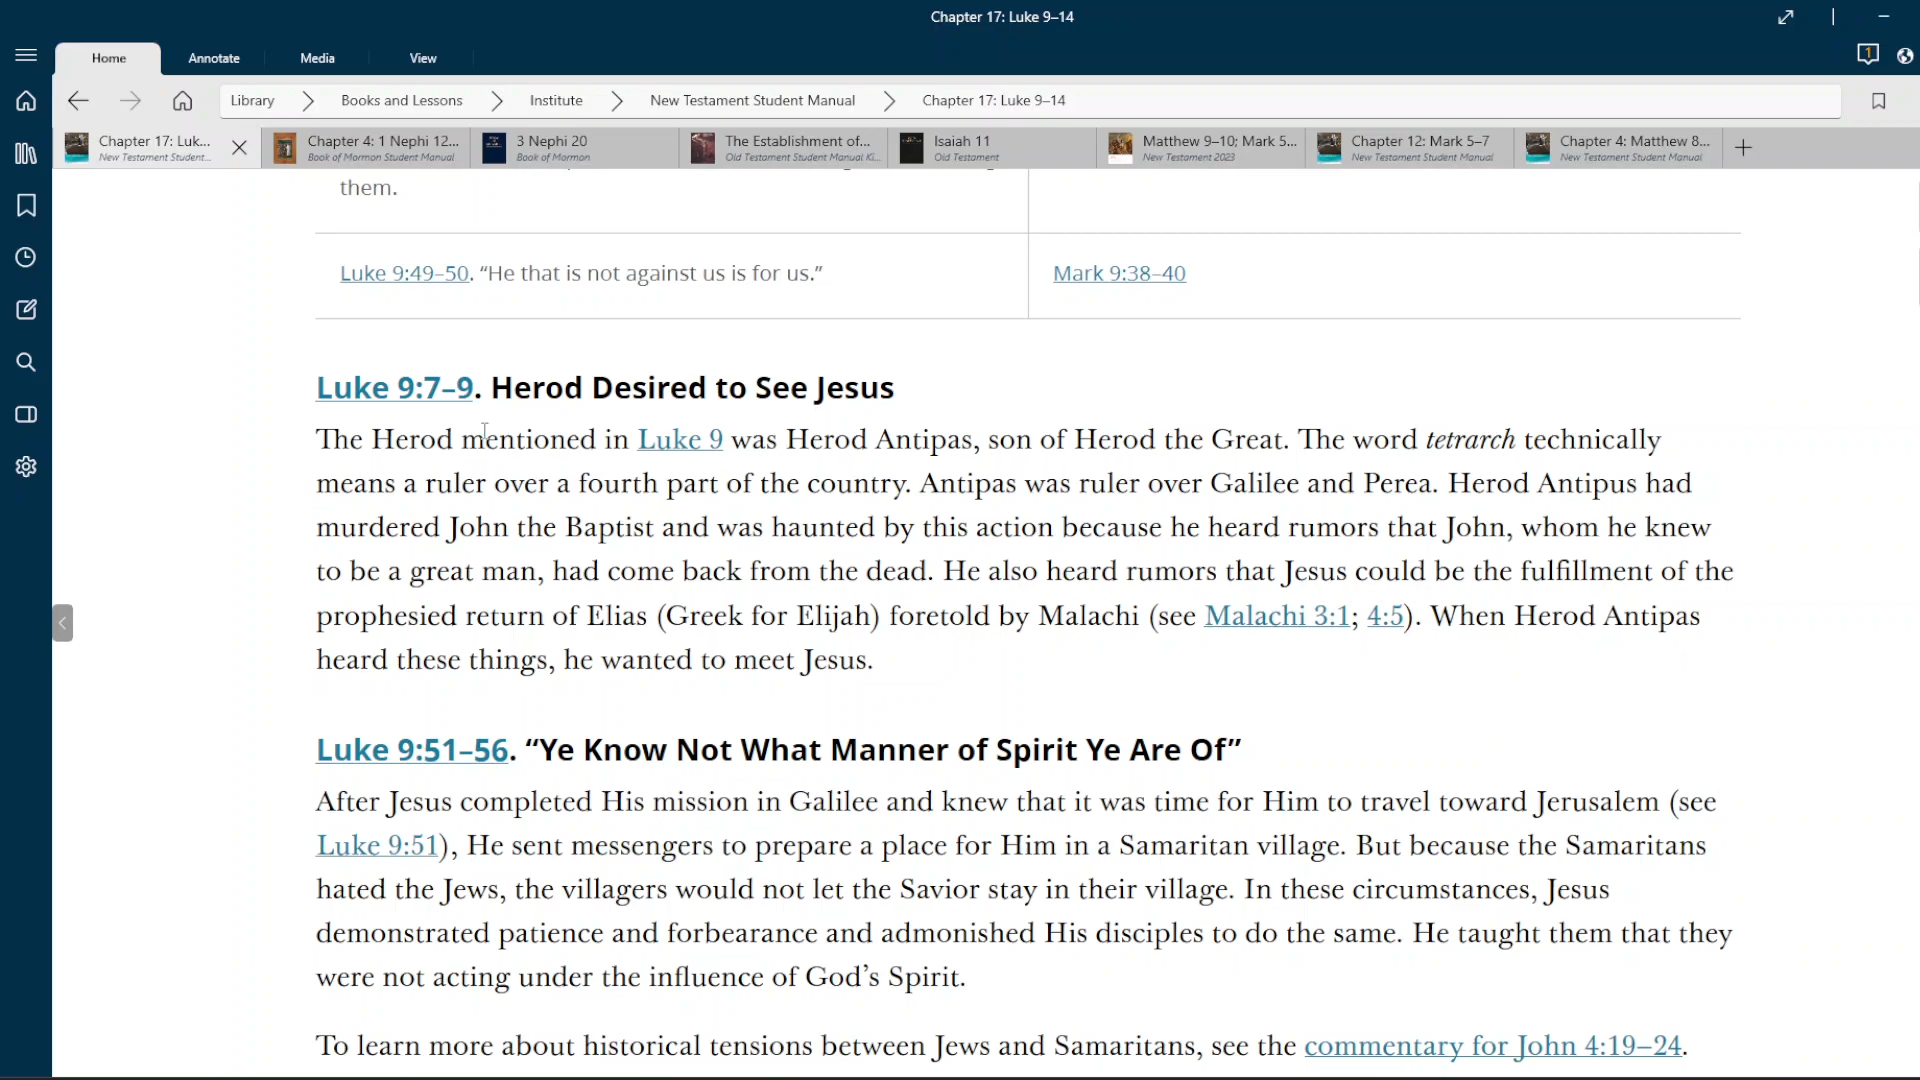 Chapter 17: Luke 9–14
Home Annotate Media View
1
Library Books and Lessons Institute New Testament Student Manual Chapter 17: Luke 9–14
Chapter 17: Luk...
New Testament Student...
Chapter 4: 1 Nephi 12...
Book of Mormon Student Manual
3 Nephi 20
Book of Mormon
The Establishment of...
Old Testament Student Manual Ki...
Isaiah 11
Old Testament
Matthew 9–10; Mark 5...
New Testament 2023
Chapter 12: Mark 5–7
New Testament Student Manual
Chapter 4: Matthew 8...
New Testament Student Manual
them.
Luke 9:49–50. “He that is not against us is for us.” Mark 9:38–40
Luke 9:7–9. Herod Desired to See Jesus
The Herod mentioned in Luke 9 was Herod Antipas, son of Herod the Great. The word tetrarch technically
means a ruler over a fourth part of the country. Antipas was ruler over Galilee and Perea. Herod Antipus had
murdered John the Baptist and was haunted by this action because he heard rumors that John, whom he knew
to be a great man, had come back from the dead. He also heard rumors that Jesus could be the fulfillment of the
prophesied return of Elias (Greek for Elijah) foretold by Malachi (see Malachi 3:1; 4:5). When Herod Antipas
heard these things, he wanted to meet Jesus.
Luke 9:51–56. “Ye Know Not What Manner of Spirit Ye Are Of”
After Jesus completed His mission in Galilee and knew that it was time for Him to travel toward Jerusalem (see
Luke 9:51), He sent messengers to prepare a place for Him in a Samaritan village. But because the Samaritans
hated the Jews, the villagers would not let the Savior stay in their village. In these circumstances, Jesus
demonstrated patience and forbearance and admonished His disciples to do the same. He taught them that they
were not acting under the influence of God’s Spirit.
To learn more about historical tensions between Jews and Samaritans, see the commentary for John 4:19–24.